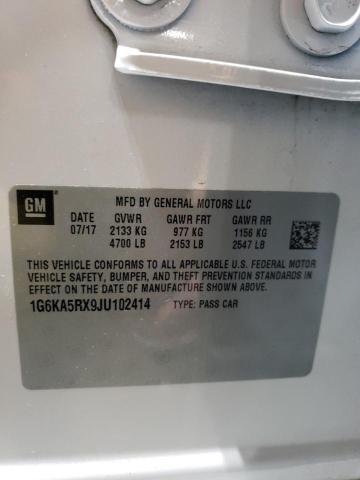 GM
MFD BY GENERAL MOTORS LLC
DATE GVWR GAWR FRT GAWR RR
07/17 2133 KG 977 KG 1156 KG
4700 LB 2153 LB 2547 LB
THIS VEHICLE CONFORMS TO ALL APPLICABLE U.S. FEDERAL MOTOR
VEHICLE SAFETY, BUMPER, AND THEFT PREVENTION STANDARDS IN
EFFECT ON THE DATE OF MANUFACTURE SHOWN ABOVE.
1G6KA5RX9JU102414 TYPE: PASS CAR